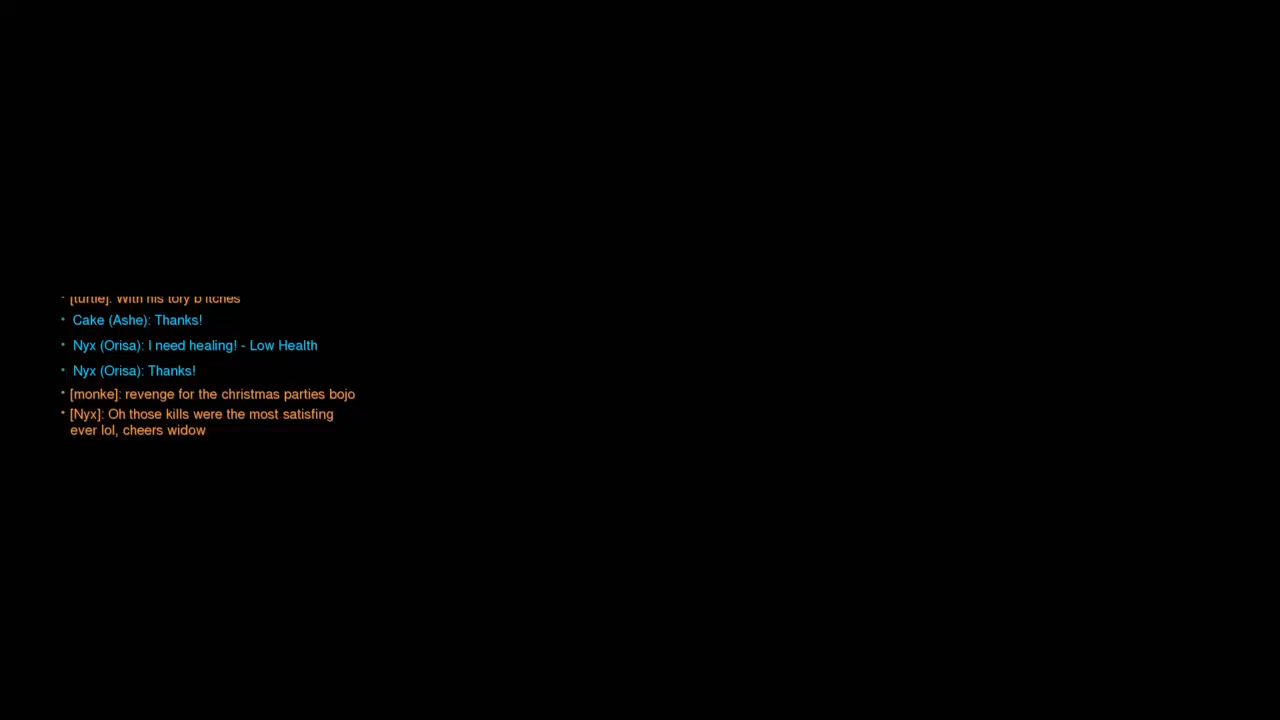 [turtle]: With his tory b itches
Cake (Ashe): Thanks!
Nyx (Orisa): I need healing! - Low Health
Nyx (Orisa): Thanks!
[monke]: revenge for the christmas parties bojo
[Nyx]: Oh those kills were the most satisfing
ever lol, cheers widow